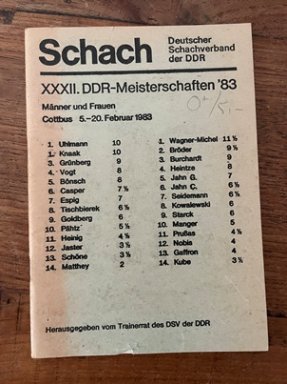 Schach
Deutscher
Schachverband
der DDR
XXXII. DDR-Meisterschaften '83
Männer und Frauen
Cottbus 5.-20. Februar 1983
1. Uhlmann 10
1. Knaak 10
3. Grünberg 9
4. Vogt 8
5. Bönsch 8
6. Casper 7½
7. Espig 7
8. Tischbierek 6½
9. Goldberg 6
10. Pähtz 5½
11. Heinig 4½
12. Jaster 3½
13. Schöne 3½
14. Matthey 2
1. Wagner-Michel 11½
2. Bröder 9½
3. Burchardt 9
4. Heintze 8
5. Jahn G. 7
6. Jahn C. 6½
7. Seidemann 6½
8. Kowalewski 6
9. Starck 6
10. Manger 5
11. Prußas 4½
12. Nobis 4
13. Gaffron 4
14. Kube 3½
Herausgegeben vom Trainerrat des DSV der DDR